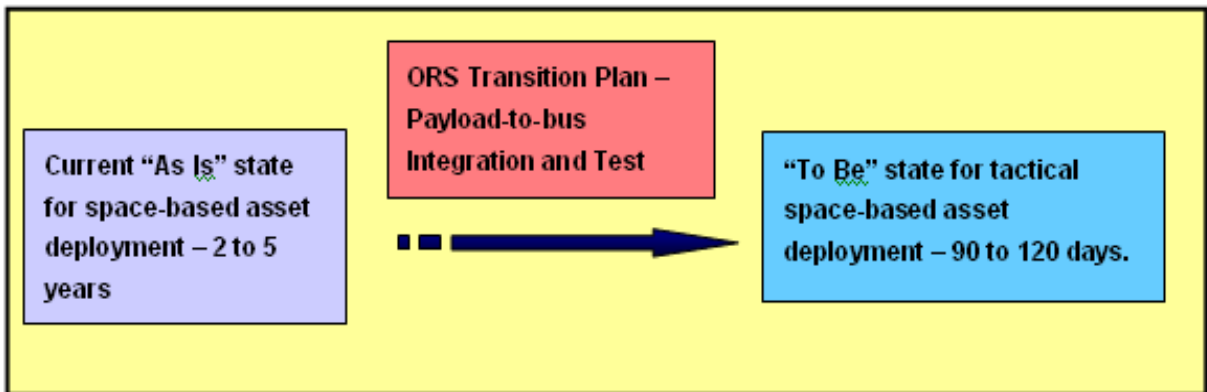 Current “As Is” state
for space-based asset
deployment – 2 to 5
years
ORS Transition Plan –
Payload-to-bus
Integration and Test
“To Be” state for tactical
space-based asset
deployment – 90 to 120 days.